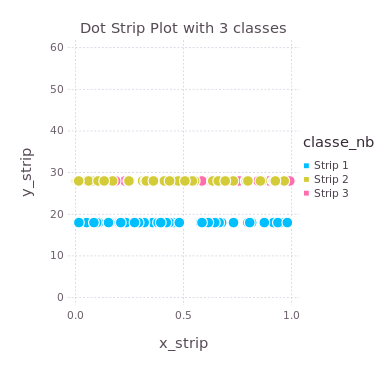 Dot Strip Plot with 3 classes
60
50
40
30
20
10
0
y_strip
0.0
0.5
1.0
x_strip
classe_nb
Strip 1
Strip 2
Strip 3